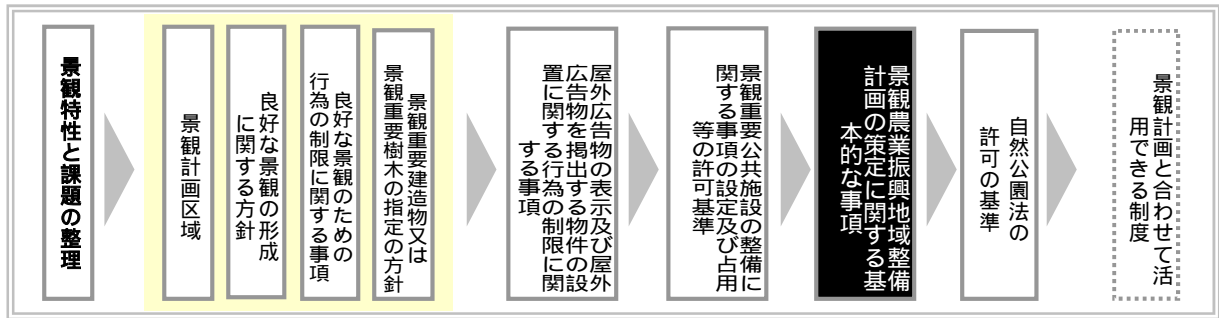 景観特性と課題の整理
景観計画区域
良好な景観の形成
に関する方針
良好な景観のための
行為の制限に関する事項
景観重要建造物又は
景観重要樹木の指定の方針
屋外広告物の表示及び屋外
広告物を掲出する物件の設
置に関する行為の制限に関
する事項
景観重要公共施設の整備に
関する事項の設定及び占用
等の許可基準
景観農業振興地域整備
計画の策定に関する基
本的な事項
自然公園法の
許可の基準
景観計画と合わせて活
用できる制度